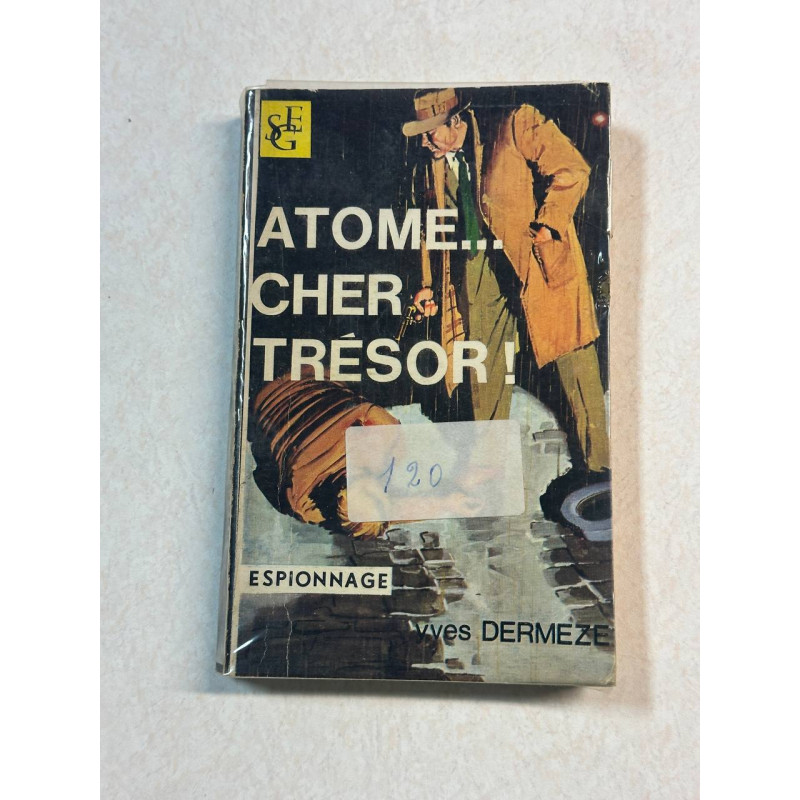 SEG
ATOME...
CHER
TRÉSOR !
120
ESPIONNAGE
yves DERMEZE